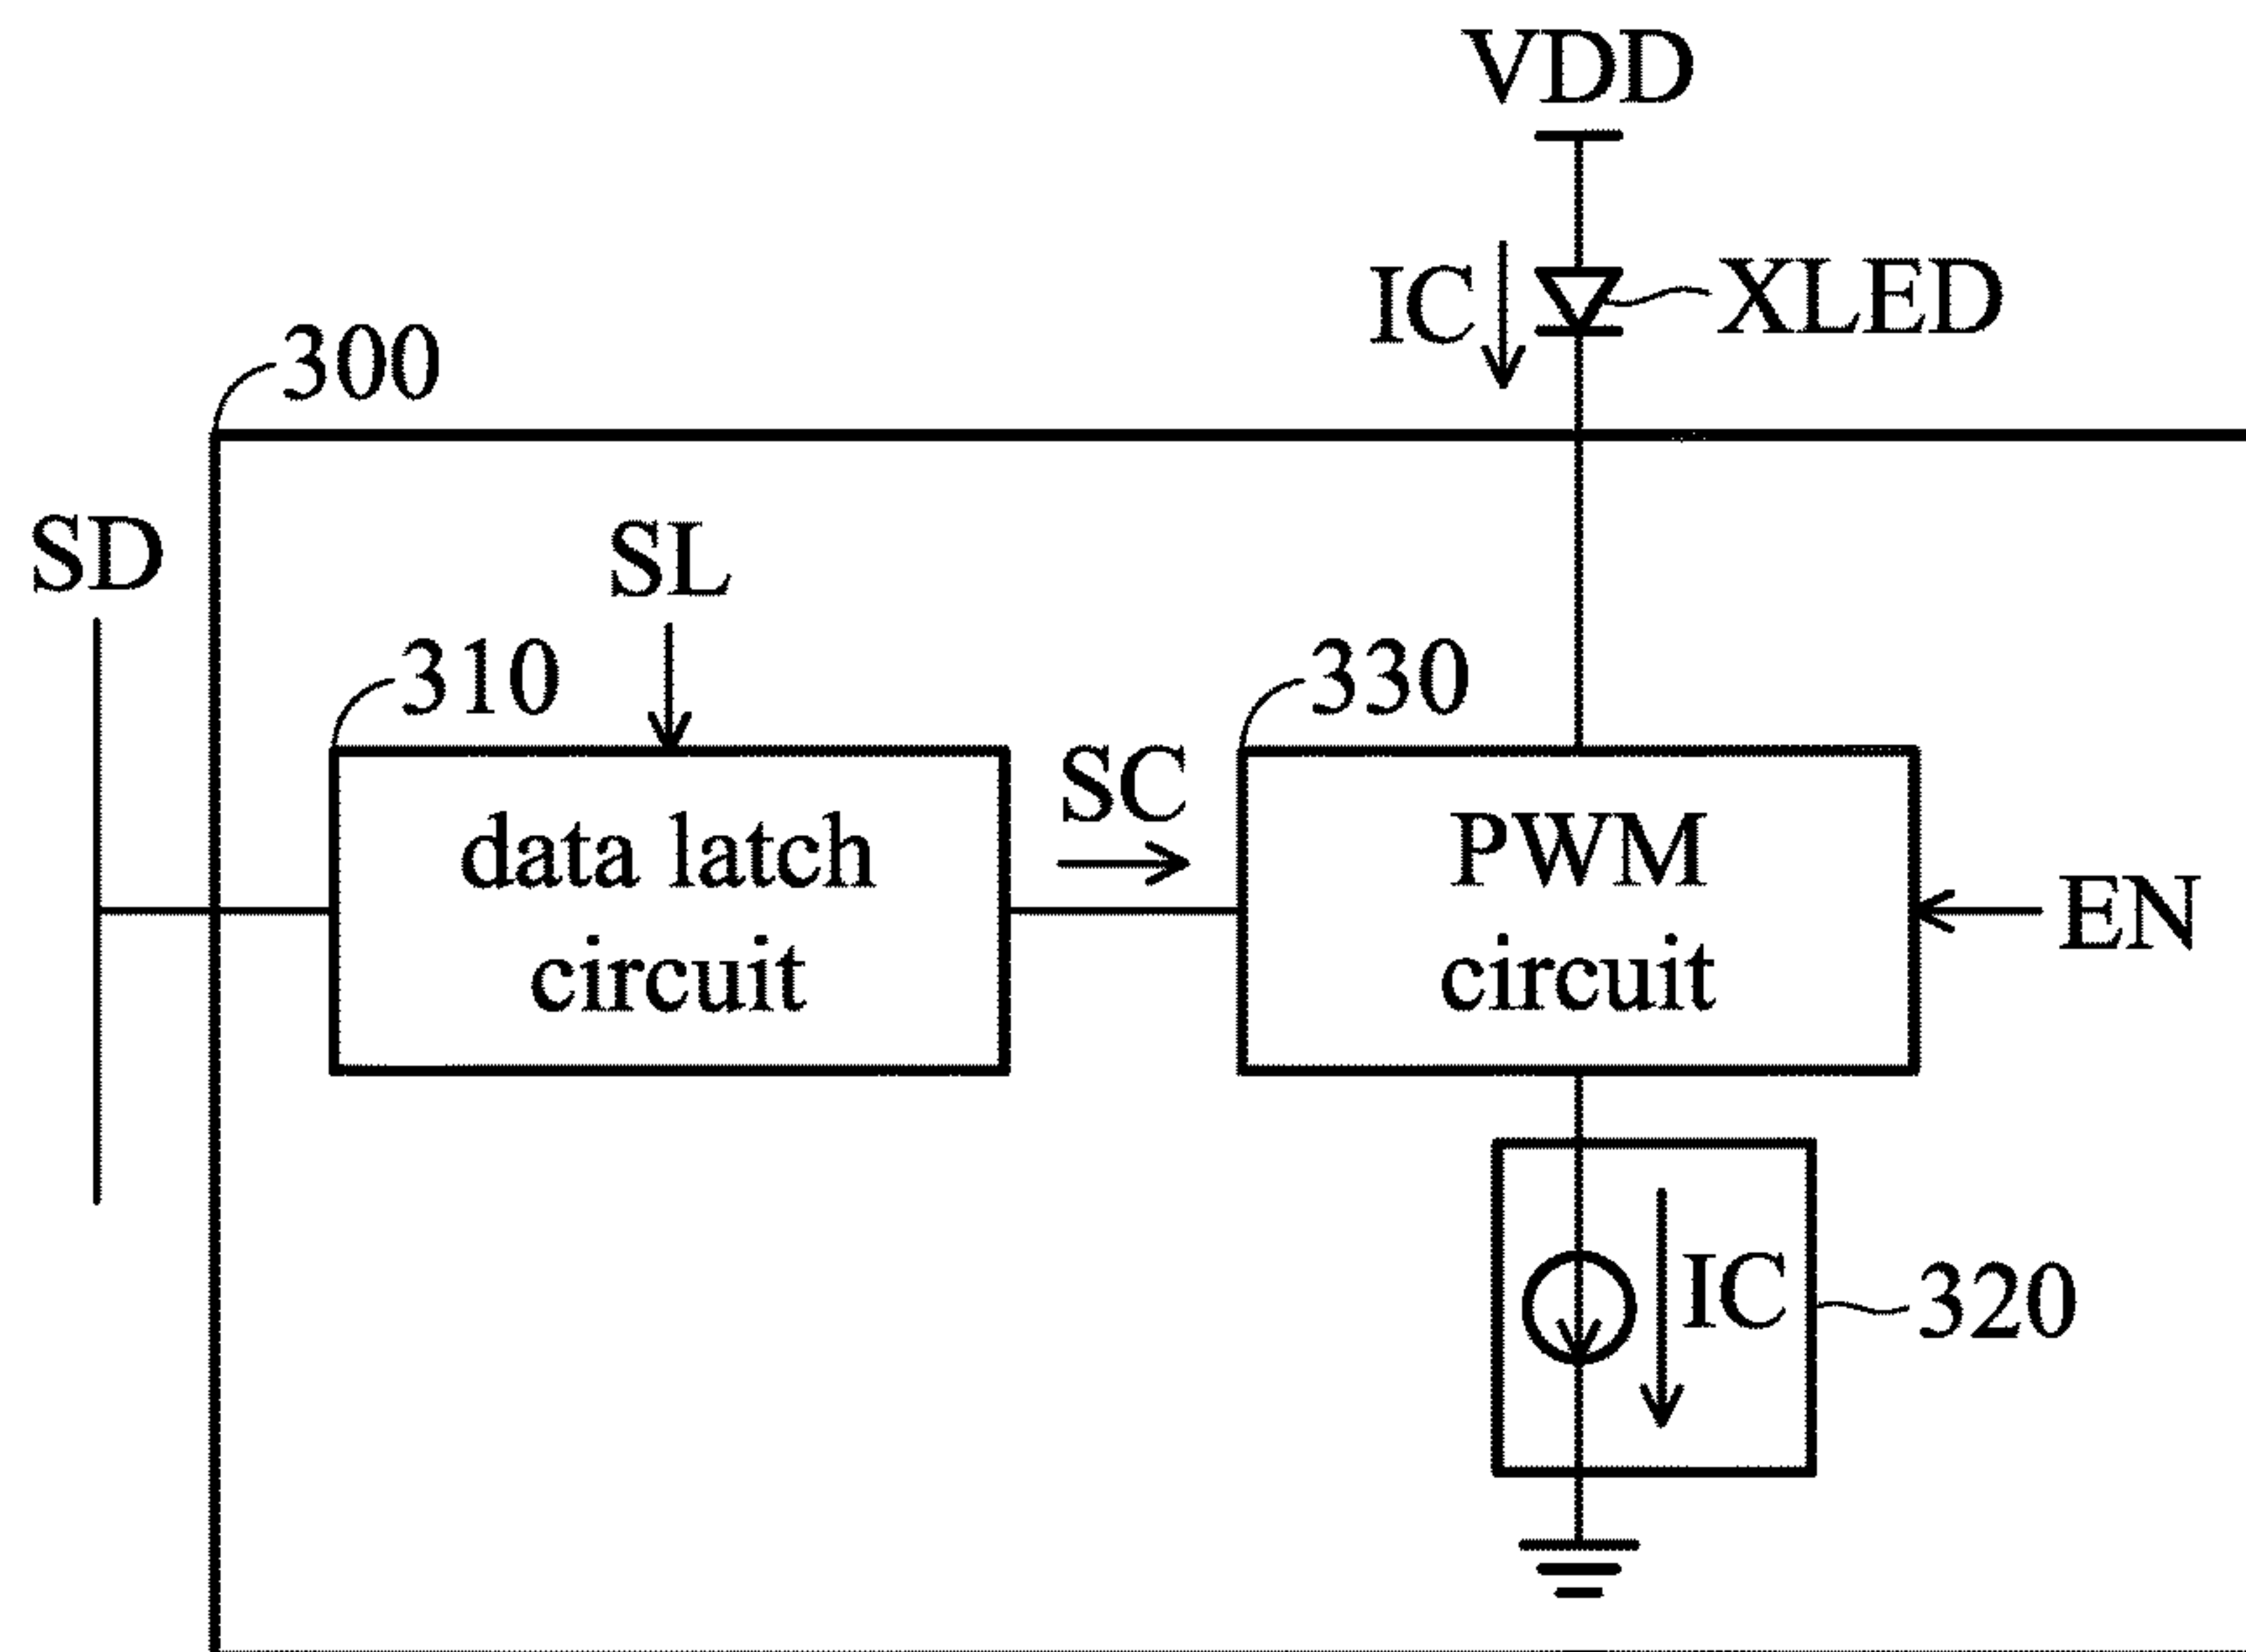 VDD
IC
XLED
300
SD
SL
310
330
SC
data latch
circuit
PWM
circuit
EN
IC
320